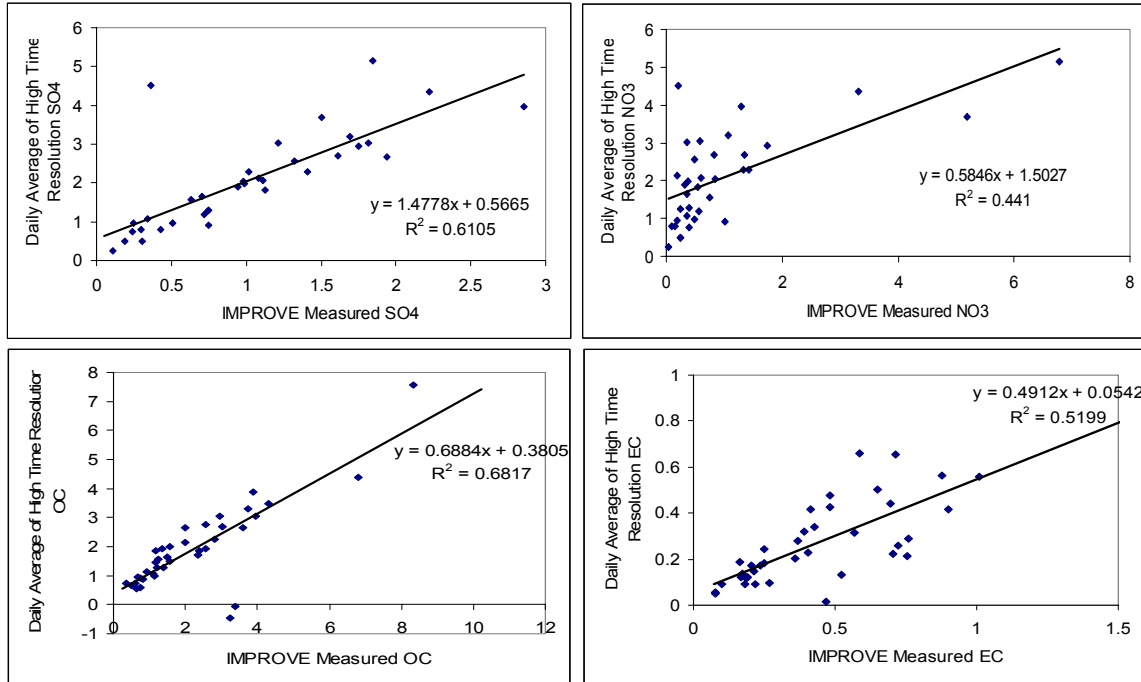 Daily Average of High Time
Resolution SO4
6
5
4
3
2
1
0
y = 1.4778x + 0.5665
R² = 0.6105
0 0.5 1 1.5 2 2.5 3
IMPROVE Measured SO4
Daily Average of High Time
Resolution NO3
6
5
4
3
2
1
0
y = 0.5846x + 1.5027
R² = 0.441
0 2 4 6 8
IMPROVE Measured NO3
Daily Average of High Time Resolution
OC
8
7
6
5
4
3
2
1
0
-1
y = 0.6884x + 0.3805
R² = 0.6817
0 2 4 6 8 10 12
IMPROVE Measured OC
Daily Average of High Time
Resolution EC
1
0.8
0.6
0.4
0.2
0
y = 0.4912x + 0.0542
R² = 0.5199
0 0.5 1 1.5
IMPROVE Measured EC